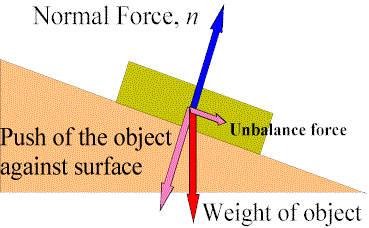 Normal Force, n
Unbalance force
Push of the object
against surface
Weight of object